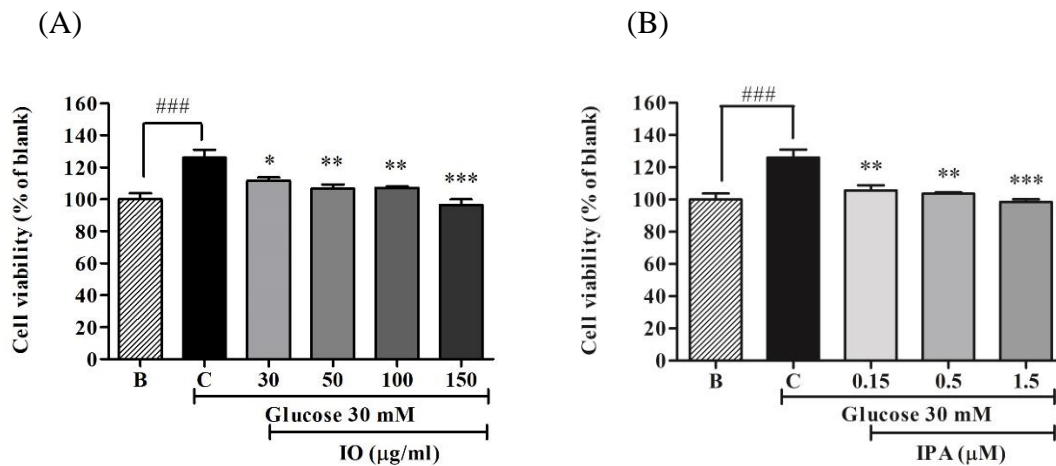 (A)
Cell viability (% of blank)
160
140
120
100
80
60
40
20
0
###
*
**
**
***
B C 30 50 100 150
Glucose 30 mM
IO (μg/ml)
(B)
Cell viability (% of blank)
160
140
120
100
80
60
40
20
0
###
**
**
***
B C 0.15 0.5 1.5
Glucose 30 mM
IPA (μM)